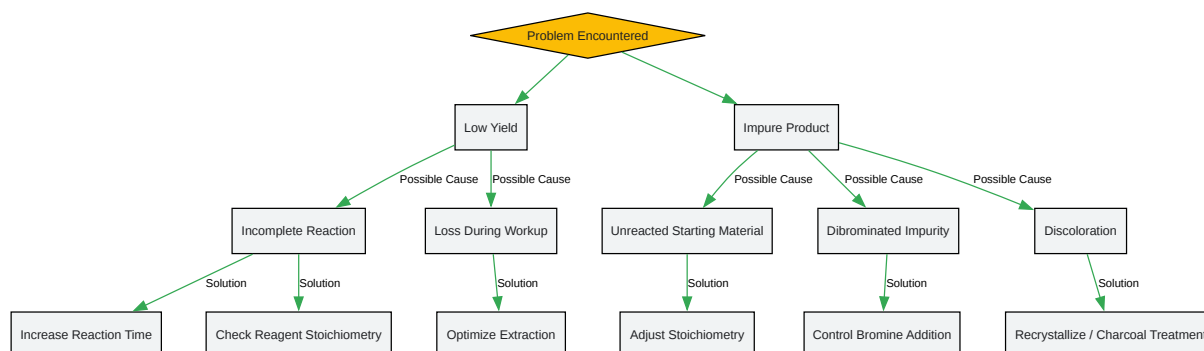 Problem Encountered
Low Yield
Impure Product
Possible Cause
Possible Cause
Possible Cause
Possible Cause
Possible Cause
Incomplete Reaction
Loss During Workup
Unreacted Starting Material
Dibrominated Impurity
Discoloration
Solution
Solution
Solution
Solution
Solution
Solution
Increase Reaction Time
Check Reagent Stoichiometry
Optimize Extraction
Adjust Stoichiometry
Control Bromine Addition
Recrystallize / Charcoal Treatment